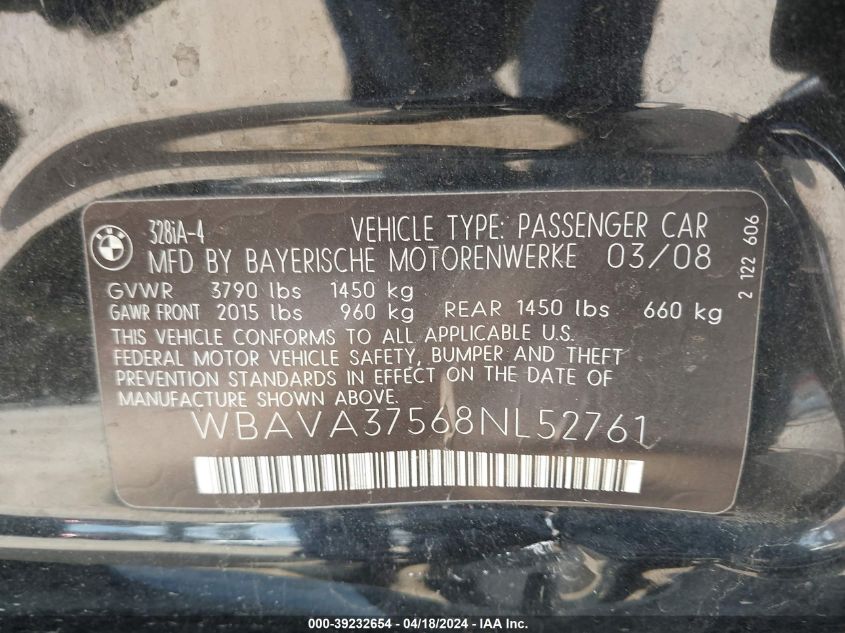 BMW
328iA-4 VEHICLE TYPE: PASSENGER CAR
MFD BY BAYERISCHE MOTORENWERKE 03/08
GVWR 3790 lbs 1450 kg
GAWR FRONT 2015 lbs 960 kg REAR 1450 lbs 660 kg
THIS VEHICLE CONFORMS TO ALL APPLICABLE U.S.
FEDERAL MOTOR VEHICLE SAFETY, BUMPER AND THEFT
PREVENTION STANDARDS IN EFFECT ON THE DATE OF
MANUFACTURE SHOWN ABOVE.
WBAVA37568NL52761
2 122 606
000-39232654 - 04/18/2024 - IAA Inc.